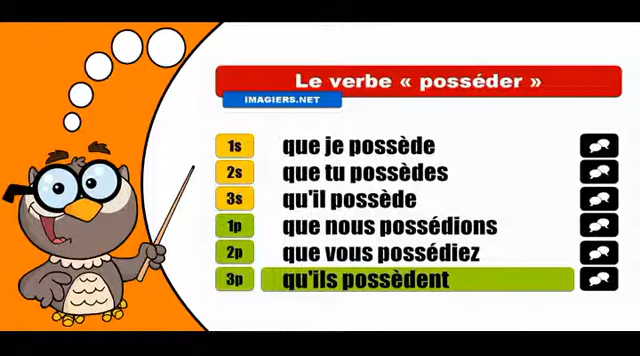 Le verbe « posséder »
IMAGIERS.NET
1s que je possède
2s que tu possèdes
3s qu'il possède
1p que nous possédions
2p que vous possédiez
3p qu'ils possèdent